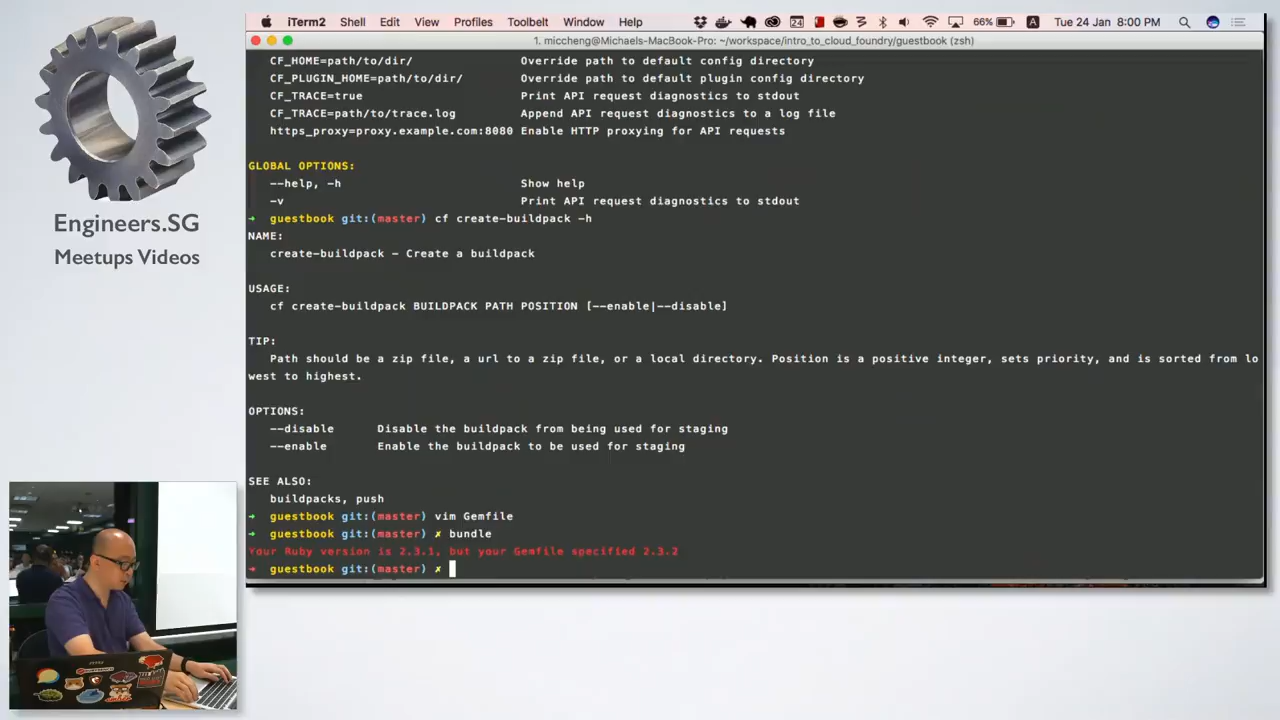 iTerm2 Shell Edit View Profiles Toolbelt Window Help 24 66% A Tue 24 Jan 8:00 PM
1. miccheng@Michaels-MacBook-Pro: ~/workspace/intro_to_cloud_foundry/guestbook (zsh)
CF_HOME=path/to/dir/ Override path to default config directory
CF_PLUGIN_HOME=path/to/dir/ Override path to default plugin config directory
CF_TRACE=true Print API request diagnostics to stdout
CF_TRACE=path/to/trace.log Append API request diagnostics to a log file
https_proxy=proxy.example.com:8080 Enable HTTP proxying for API requests
GLOBAL OPTIONS:
--help, -h Show help
-v Print API request diagnostics to stdout
➜ guestbook git:(master) cf create-buildpack -h
NAME:
create-buildpack - Create a buildpack
USAGE:
cf create-buildpack BUILDPACK PATH POSITION [--enable|--disable]
TIP:
Path should be a zip file, a url to a zip file, or a local directory. Position is a positive integer, sets priority, and is sorted from lo
west to highest.
OPTIONS:
--disable Disable the buildpack from being used for staging
--enable Enable the buildpack to be used for staging
SEE ALSO:
buildpacks, push
➜ guestbook git:(master) vim Gemfile
➜ guestbook git:(master) ✗ bundle
Your Ruby version is 2.3.1, but your Gemfile specified 2.3.2
➜ guestbook git:(master) ✗
Engineers.SG
Meetups Videos